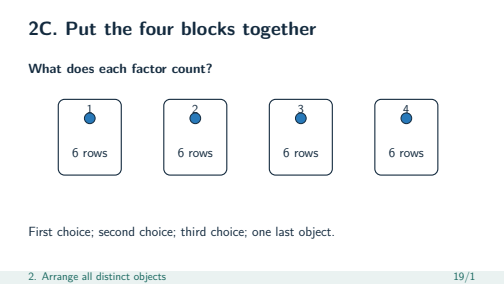 2C. Put the four blocks together
What does each factor count?
1 2 3 4
6 rows 6 rows 6 rows 6 rows
First choice; second choice; third choice; one last object.
2. Arrange all distinct objects 19/1